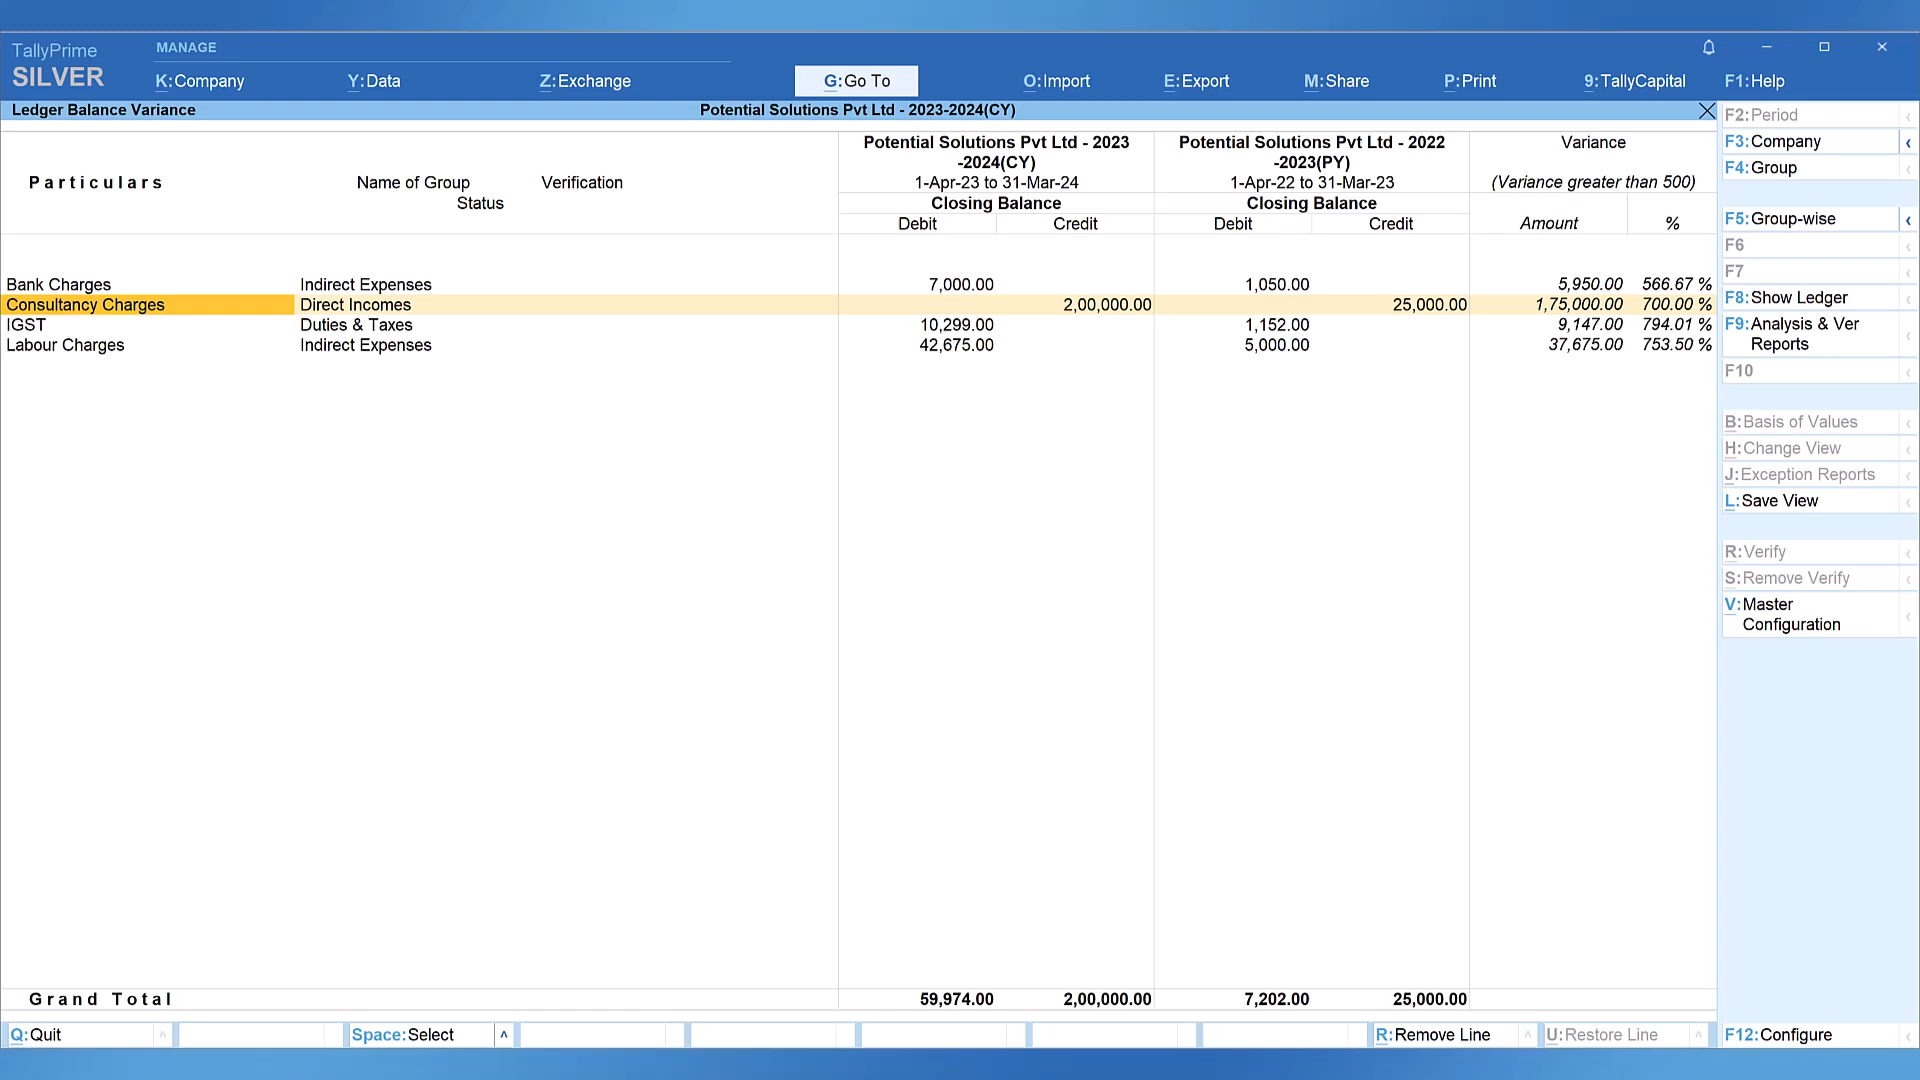 TallyPrime
SILVER
MANAGE
K:Company Y:Data Z:Exchange G:Go To O:Import E:Export M:Share P:Print 9:TallyCapital F1:Help
Ledger Balance Variance Potential Solutions Pvt Ltd - 2023-2024(CY)
Particulars Name of Group Verification
Status
Potential Solutions Pvt Ltd - 2023
-2024(CY)
1-Apr-23 to 31-Mar-24
Closing Balance
Debit Credit
Potential Solutions Pvt Ltd - 2022
-2023(PY)
1-Apr-22 to 31-Mar-23
Closing Balance
Debit Credit
Variance
(Variance greater than 500)
Amount %
Bank Charges Indirect Expenses 7,000.00 1,050.00 5,950.00 566.67 %
Consultancy Charges Direct Incomes 2,00,000.00 25,000.00 1,75,000.00 700.00 %
IGST Duties & Taxes 10,299.00 1,152.00 9,147.00 794.01 %
Labour Charges Indirect Expenses 42,675.00 5,000.00 37,675.00 753.50 %
Grand Total 59,974.00 2,00,000.00 7,202.00 25,000.00
F2:Period
F3:Company
F4:Group
F5:Group-wise
F6
F7
F8:Show Ledger
F9:Analysis & Ver
Reports
F10
B:Basis of Values
H:Change View
J:Exception Reports
L:Save View
R:Verify
S:Remove Verify
V:Master
Configuration
Q:Quit Space:Select R:Remove Line U:Restore Line F12:Configure